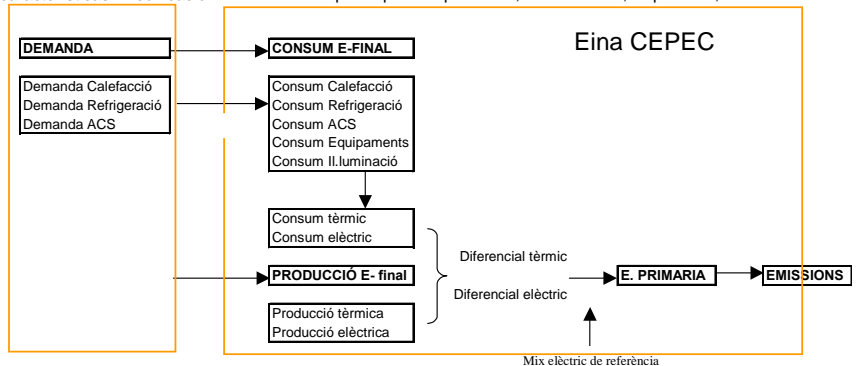 Eina CEPEC
DEMANDA
CONSUM E-FINAL
Demanda Calefacció
Demanda Refrigeració
Demanda ACS
Consum Calefacció
Consum Refrigeració
Consum ACS
Consum Equipaments
Consum Il.luminació
Consum tèrmic
Consum elèctric
Diferencial tèrmic
PRODUCCIÓ E- final
E. PRIMARIA
EMISSIONS
Diferencial elèctric
Producció tèrmica
Producció elèctrica
Mix elèctric de referència